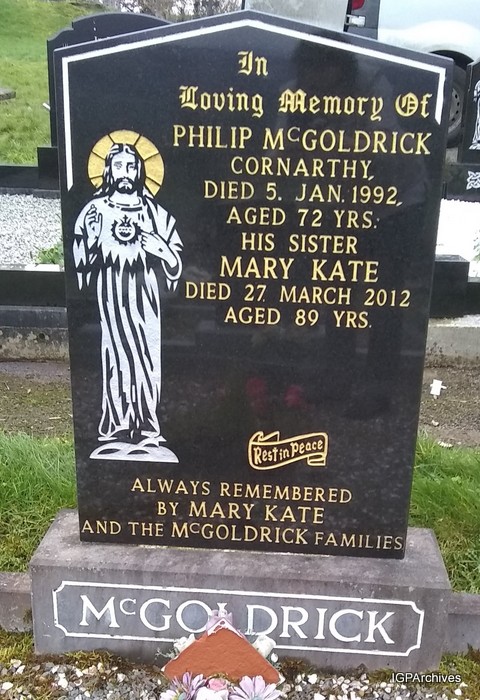 In
Loving Memory Of
PHILIP McGOLDRICK
CORNARTHY,
DIED 5. JAN. 1992,
AGED 72 YRS.
HIS SISTER
MARY KATE
DIED 27. MARCH 2012
AGED 89 YRS.
Rest in Peace
ALWAYS REMEMBERED
BY MARY KATE
AND THE McGOLDRICK FAMILIES
McGOLDRICK
IGPArchives